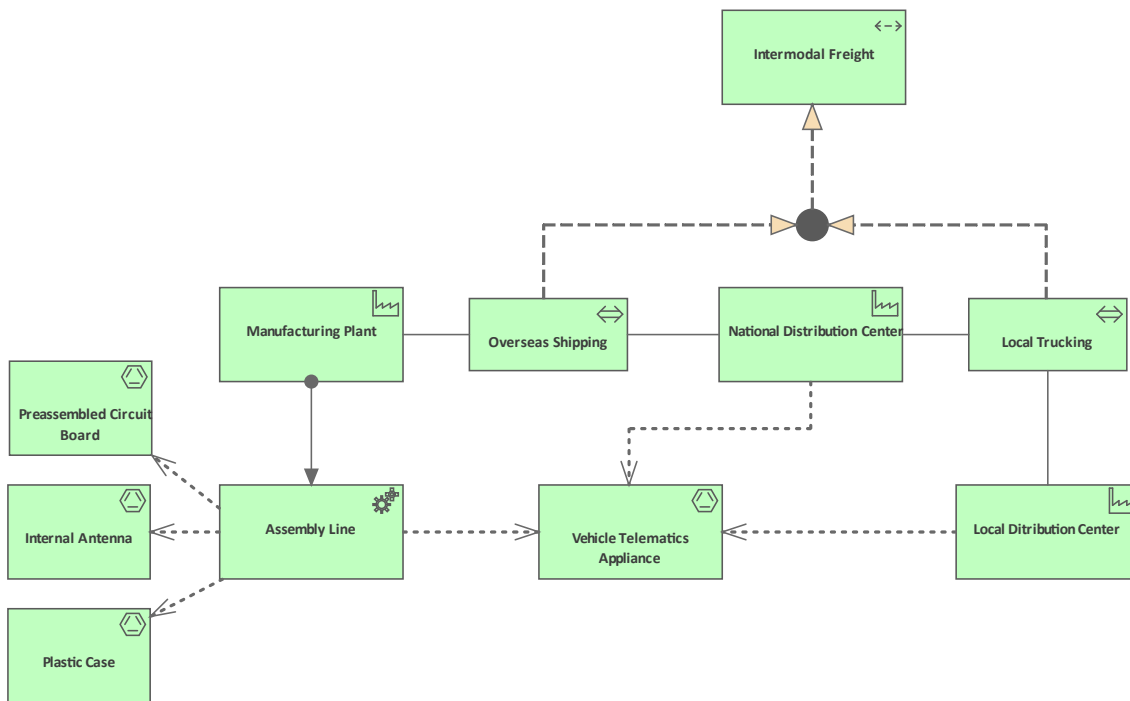 Intermodal Freight
Manufacturing Plant
Overseas Shipping
National Distribution Center
Local Trucking
Preassembled Circuit
Board
Internal Antenna
Assembly Line
Vehicle Telematics
Appliance
Local Ditribution Center
Plastic Case